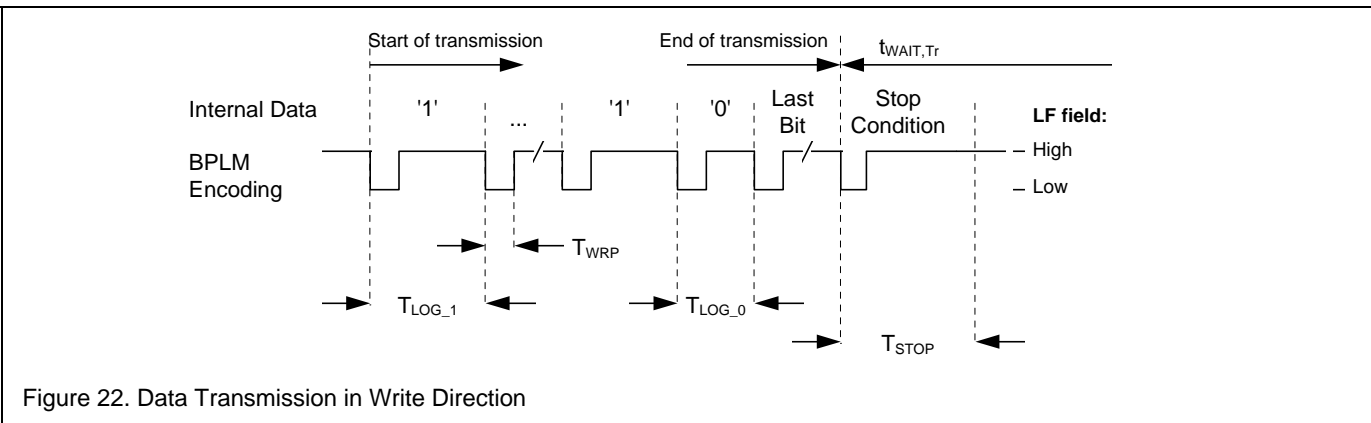 Start of transmission End of transmission tWAIT,Tr
Internal Data '1' ... '1' '0' Last Bit Stop Condition LF field:
BPLM Encoding High
Low
TWRP
TLOG_1 TLOG_0
TSTOP
Figure 22. Data Transmission in Write Direction